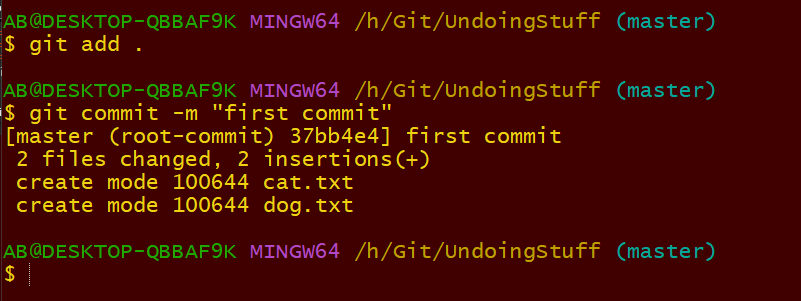 AB@DESKTOP-QBBAF9K MINGW64 /h/Git/UndoingStuff (master)
$ git add .
AB@DESKTOP-QBBAF9K MINGW64 /h/Git/UndoingStuff (master)
$ git commit -m "first commit"
[master (root-commit) 37bb4e4] first commit
 2 files changed, 2 insertions(+)
 create mode 100644 cat.txt
 create mode 100644 dog.txt
AB@DESKTOP-QBBAF9K MINGW64 /h/Git/UndoingStuff (master)
$